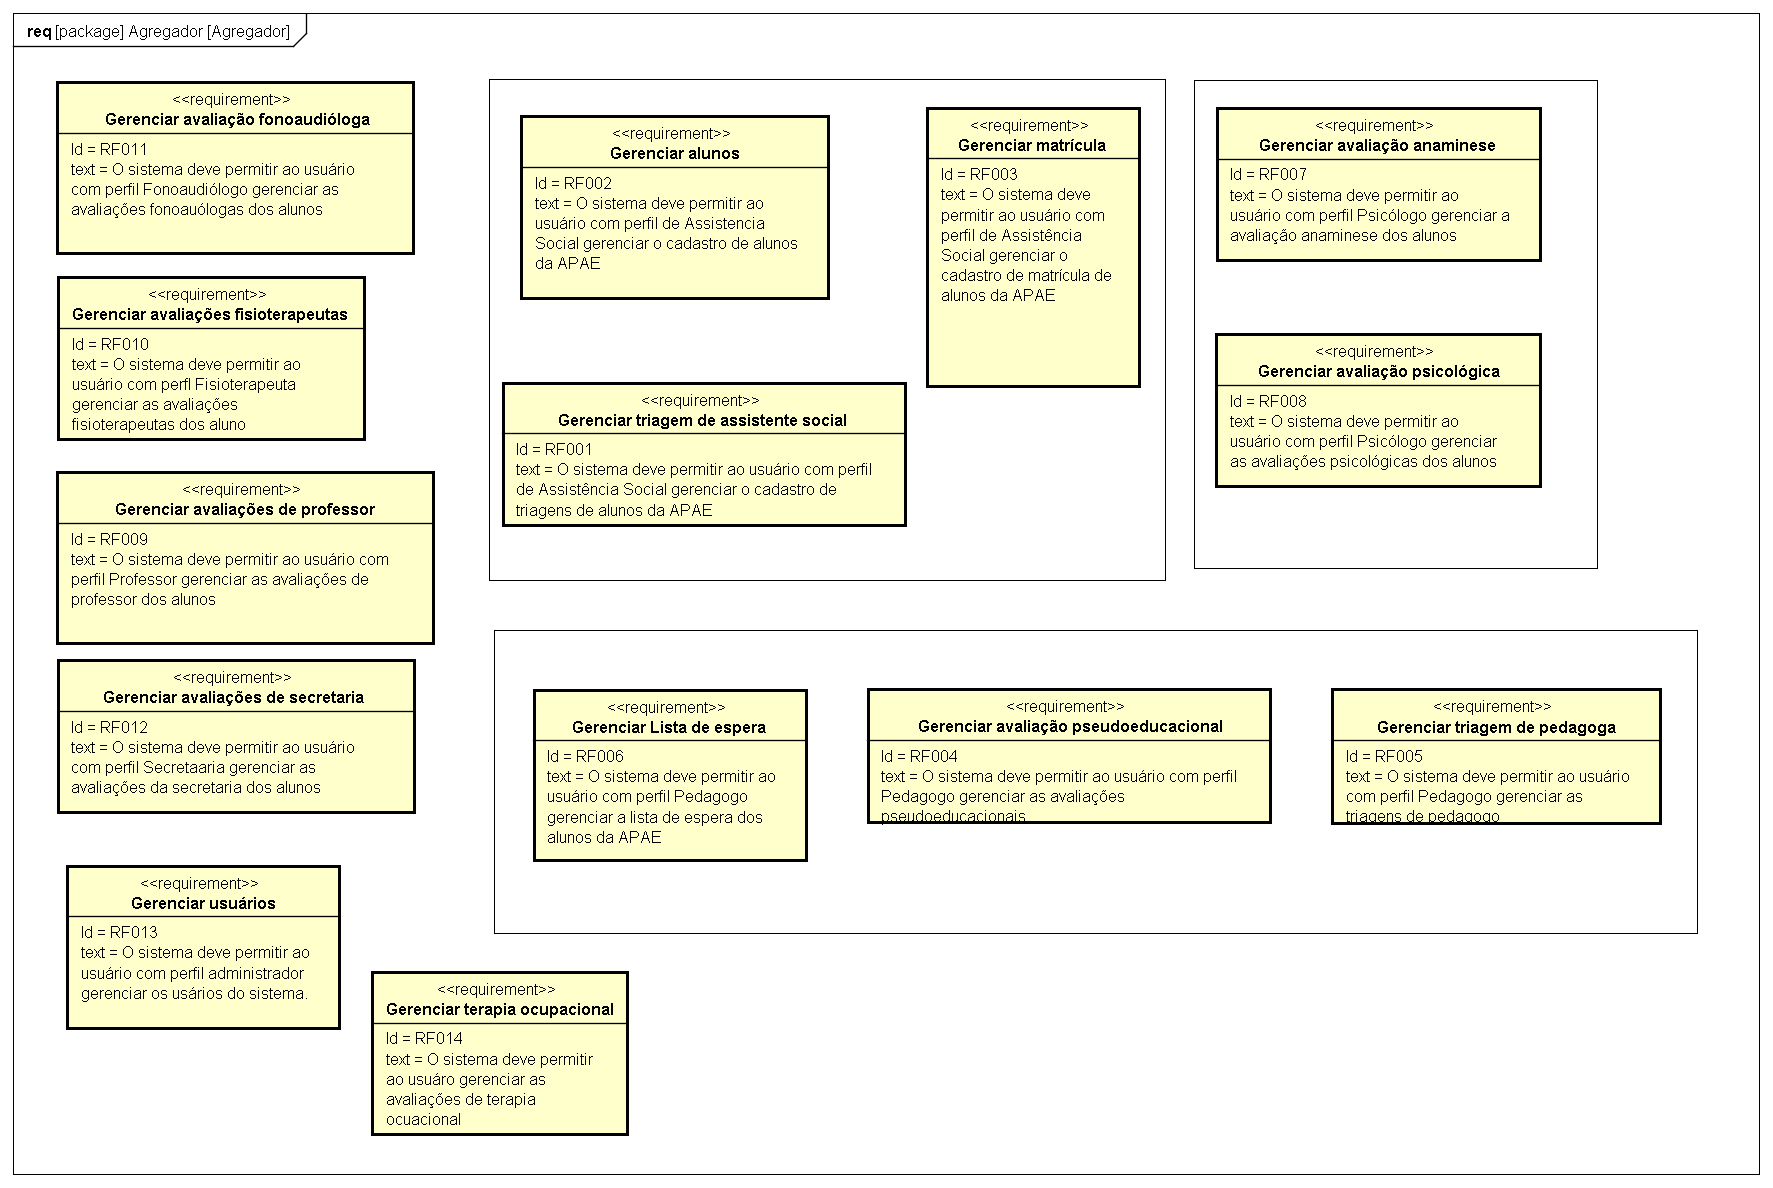 req [package] Agregador [Agregador]
<<requirement>>
Gerenciar avaliação fonoaudióloga
Id = RF011
text = O sistema deve permitir ao usuário
com perfil Fonoaudiólogo gerenciar as
avaliações fonoauólogas dos alunos
<<requirement>>
Gerenciar avaliações fisioterapeutas
Id = RF010
text = O sistema deve permitir ao
usuário com perfl Fisioterapeuta
gerenciar as avaliações
fisioterapeutas dos aluno
<<requirement>>
Gerenciar avaliações de professor
Id = RF009
text = O sistema deve permitir ao usuário com
perfil Professor gerenciar as avaliações de
professor dos alunos
<<requirement>>
Gerenciar avaliações de secretaria
Id = RF012
text = O sistema deve permitir ao usuário
com perfil Secretaaria gerenciar as
avaliações da secretaria dos alunos
<<requirement>>
Gerenciar usuários
Id = RF013
text = O sistema deve permitir ao
usuário com perfil administrador
gerenciar os usários do sistema.
<<requirement>>
Gerenciar terapia ocupacional
Id = RF014
text = O sistema deve permitir
ao usuáro gerenciar as
avaliações de terapia
ocuacional
<<requirement>>
Gerenciar alunos
Id = RF002
text = O sistema deve permitir ao
usuário com perfil de Assistencia
Social gerenciar o cadastro de alunos
da APAE
<<requirement>>
Gerenciar matrícula
Id = RF003
text = O sistema deve
permitir ao usuário com
perfil de Assistência
Social gerenciar o
cadastro de matrícula de
alunos da APAE
<<requirement>>
Gerenciar triagem de assistente social
Id = RF001
text = O sistema deve permitir ao usuário com perfil
de Assistência Social gerenciar o cadastro de
triagens de alunos da APAE
<<requirement>>
Gerenciar avaliação anaminese
Id = RF007
text = O sistema deve permitir ao
usuário com perfil Psicólogo gerenciar a
avaliação anaminese dos alunos
<<requirement>>
Gerenciar avaliação psicológica
Id = RF008
text = O sistema deve permitir ao
usuário com perfil Psicólogo gerenciar
as avaliações psicológicas dos alunos
<<requirement>>
Gerenciar Lista de espera
Id = RF006
text = O sistema deve permitir ao
usuário com perfil Pedagogo
gerenciar a lista de espera dos
alunos da APAE
<<requirement>>
Gerenciar avaliação pseudoeducacional
Id = RF004
text = O sistema deve permitir ao usuário com perfil
Pedagogo gerenciar as avaliações
pseudoeducacionais
<<requirement>>
Gerenciar triagem de pedagoga
Id = RF005
text = O sistema deve permitir ao usuário
com perfil Pedagogo gerenciar as
triagens de pedagogo